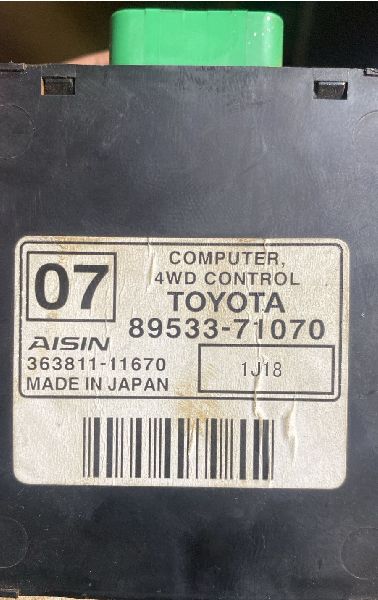 07
COMPUTER,
4WD CONTROL
TOYOTA
89533-71070
AISIN
363811-11670
MADE IN JAPAN
1J18